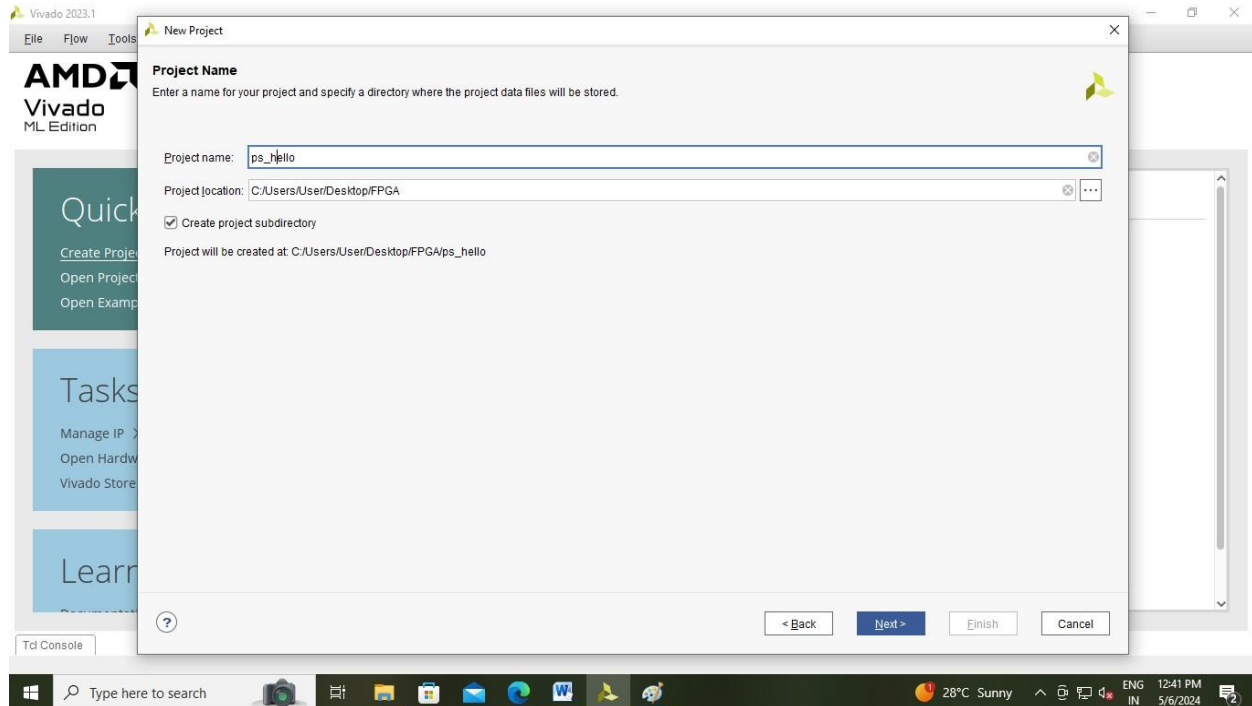 Vivado 2023.1
File Flow Tools
AMD
Vivado
ML Edition
New Project
Project Name
Enter a name for your project and specify a directory where the project data files will be stored.
Project name: ps_hello
Project location: C:/Users/User/Desktop/FPGA
Create project subdirectory
Project will be created at: C:/Users/User/Desktop/FPGA/ps_hello
Quick
Create Proje
Open Project
Open Examp
Tasks
Manage IP >
Open Hardw
Vivado Store
Learn
? < Back Next > Finish Cancel
Tcl Console
Type here to search
28°C Sunny
ENG
IN
12:41 PM
5/6/2024
2